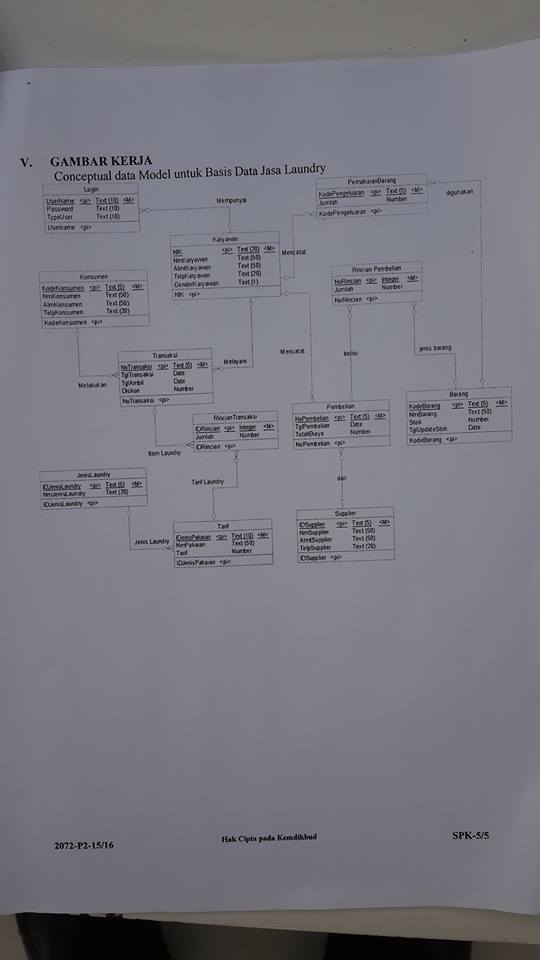 V. GAMBAR KERJA
Conceptual data Model untuk Basis Data Jasa Laundry
Login
UserName <pi> Text (10) <M>
Password Text (10)
TypeUser Text (10)
Username <pi>
Mempunyai
PemakaianBarang
KodePengeluaran <pi> Text (5) <M>
Jumlah Number
KodePengeluaran <pi>
digunakan
Karyawan
NIK <pi> Text (20) <M>
NmKaryawan Text (50)
AlmtKaryawan Text (50)
TelpKaryawan Text (20)
GenderKaryawan Text (1)
NIK <pi>
Mencatat
Rincian Pembelian
NoRincian <pi> Integer <M>
Jumlah Number
NoRincian <pi>
Konsumen
KodeKonsumen <pi> Text (5) <M>
NmKonsumen Text (50)
AlmKonsumen Text (50)
TelpKonsumen Text (20)
KodeKonsumen <pi>
Melakukan
Transaksi
NoTransaksi <pi> Text (5) <M>
TglTransaksi Date
TglAmbil Date
Diskon Number
NoTransaksi <pi>
Melayani
Mencatat
berisi
jenis barang
Barang
KodeBarang <pi> Text (5) <M>
NmBarang Text (50)
Stok Number
TglUpdateStok Date
KodeBarang <pi>
RincianTransaksi
IDRincian <pi> Integer <M>
Jumlah Number
IDRincian <pi>
Item Laundry
Pembelian
NoPembelian <pi> Text (5) <M>
TglPembelian Date
TotalBiaya Number
NoPembelian <pi>
JenisLaundry
IDJenisLaundry <pi> Text (5) <M>
NmJenisLaundry Text (20)
IDJenisLaundry <pi>
Tarif Laundry
dari
Jenis Laundry
Tarif
IDJenisPakaian <pi> Text (10) <M>
NmPakaian Text (50)
Tarif Number
IDJenisPakaian <pi>
Supplier
IDSupplier <pi> Text (5) <M>
NmSupplier Text (50)
AlmtSupplier Text (50)
TelpSupplier Text (20)
IDSupplier <pi>
2072-P2-15/16
Hak Cipta pada Kemdikbud
SPK-5/5